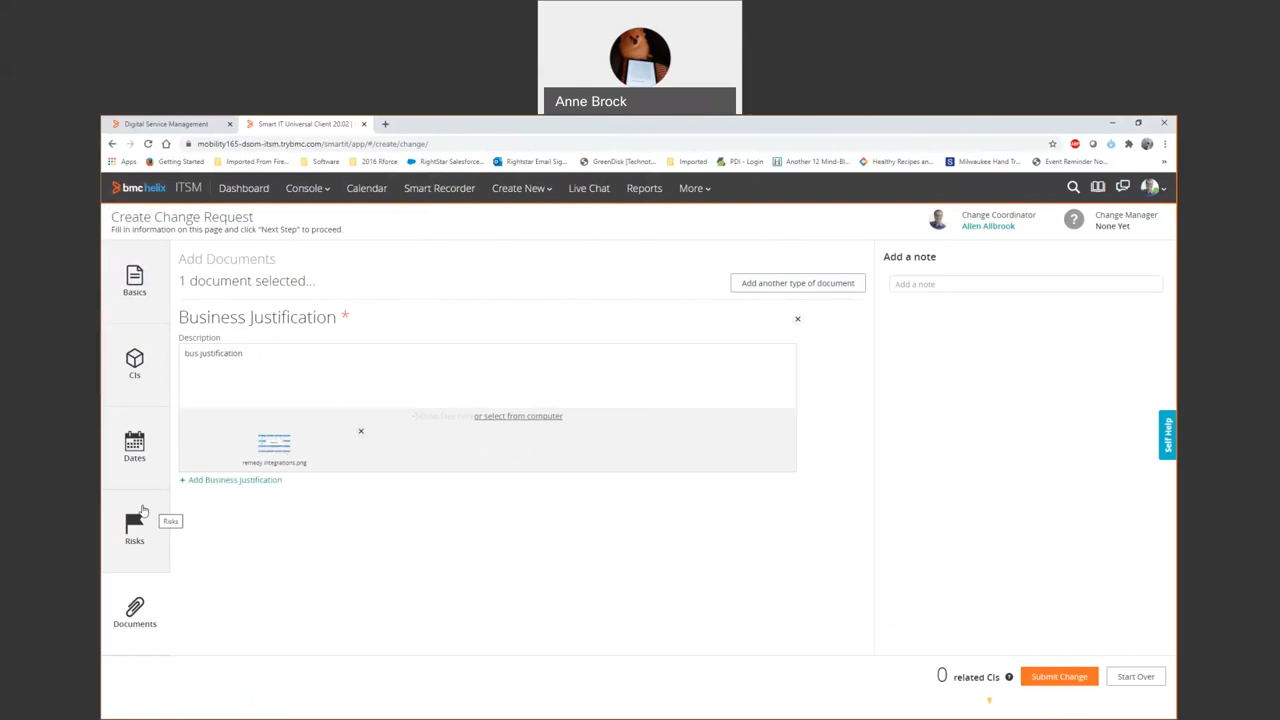 Anne Brock
Digital Service Management
Smart IT Universal Client 20.02 |
mobility165-dsom-itsm.trybmc.com/smartit/app/#/create/change/
Apps
Getting Started
Imported From Fire...
Software
2016 Rforce
RightStar Salesforce...
Rightstar Email Sig...
GreenDisk [Technot...
Imported
PDI - Login
Another 12 Mind-Bl...
Healthy Recipes an...
Milwaukee Hand Tr...
Event Reminder No...
»
bmc helix ITSM
Dashboard
Console
Calendar
Smart Recorder
Create New
Live Chat
Reports
More
Create Change Request
Fill in information on this page and click "Next Step" to proceed.
Change Coordinator
Allen Allbrook
?
Change Manager
None Yet
Basics
CIs
Dates
Risks
Risks
Documents
Add Documents
1 document selected...
Add another type of document
Business Justification *
Description
bus justification
or select from computer
remedy integrations.png
+ Add Business Justification
Add a note
Add a note
Self Help
0 related CIs ?
Submit Change
Start Over